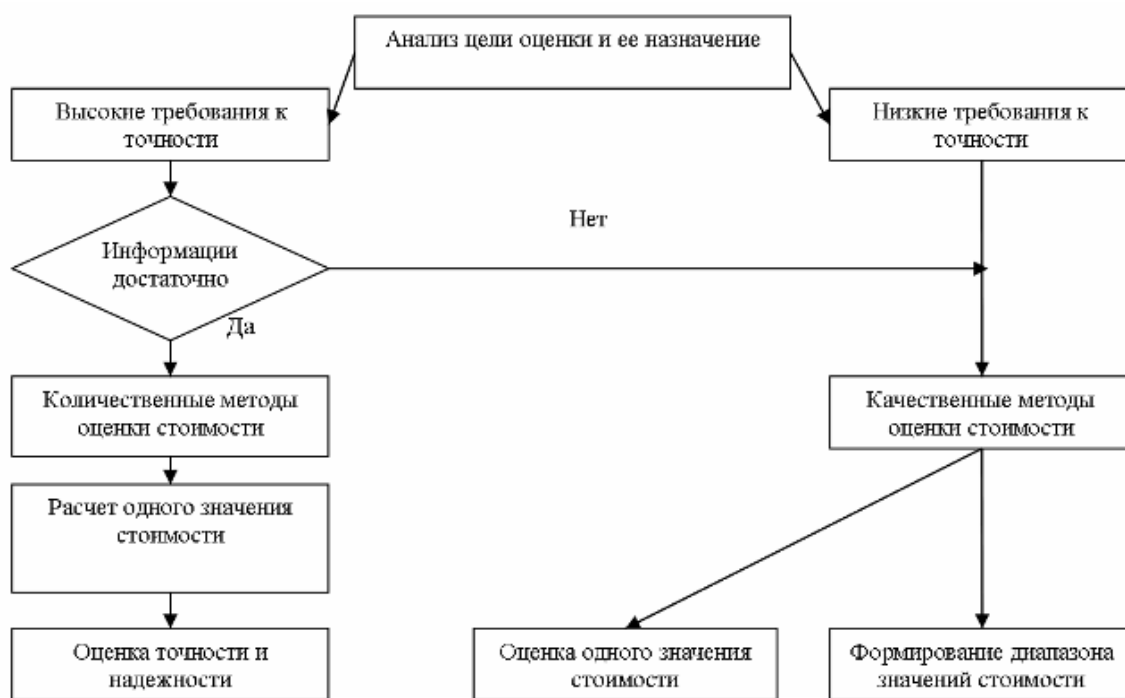 Анализ цели оценки и ее назначение
Высокие требования к
точности
Низкие требования к
точности
Нет
Информации
достаточно
Да
Количественные методы
оценки стоимости
Качественные методы
оценки стоимости
Расчет одного значения
стоимости
Оценка точности и
надежности
Оценка одного значения
стоимости
Формирование диапазона
значений стоимости